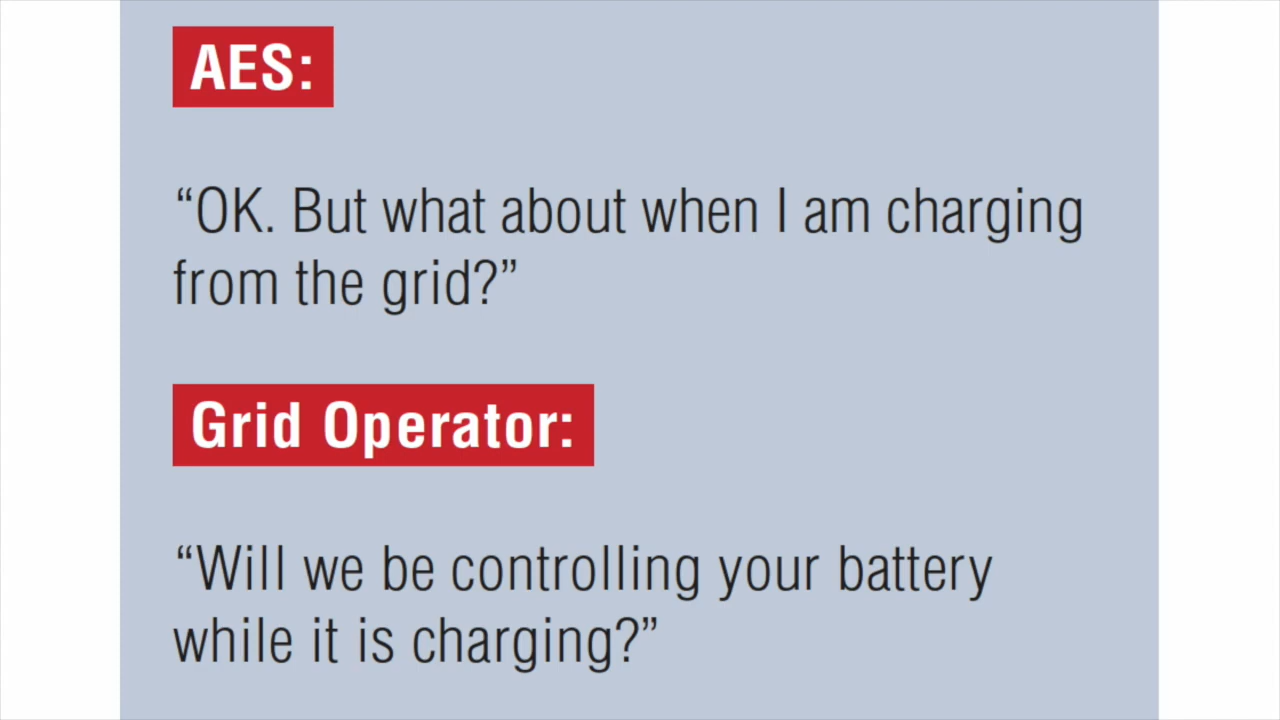 AES:
“OK. But what about when I am charging
from the grid?”
Grid Operator:
“Will we be controlling your battery
while it is charging?”